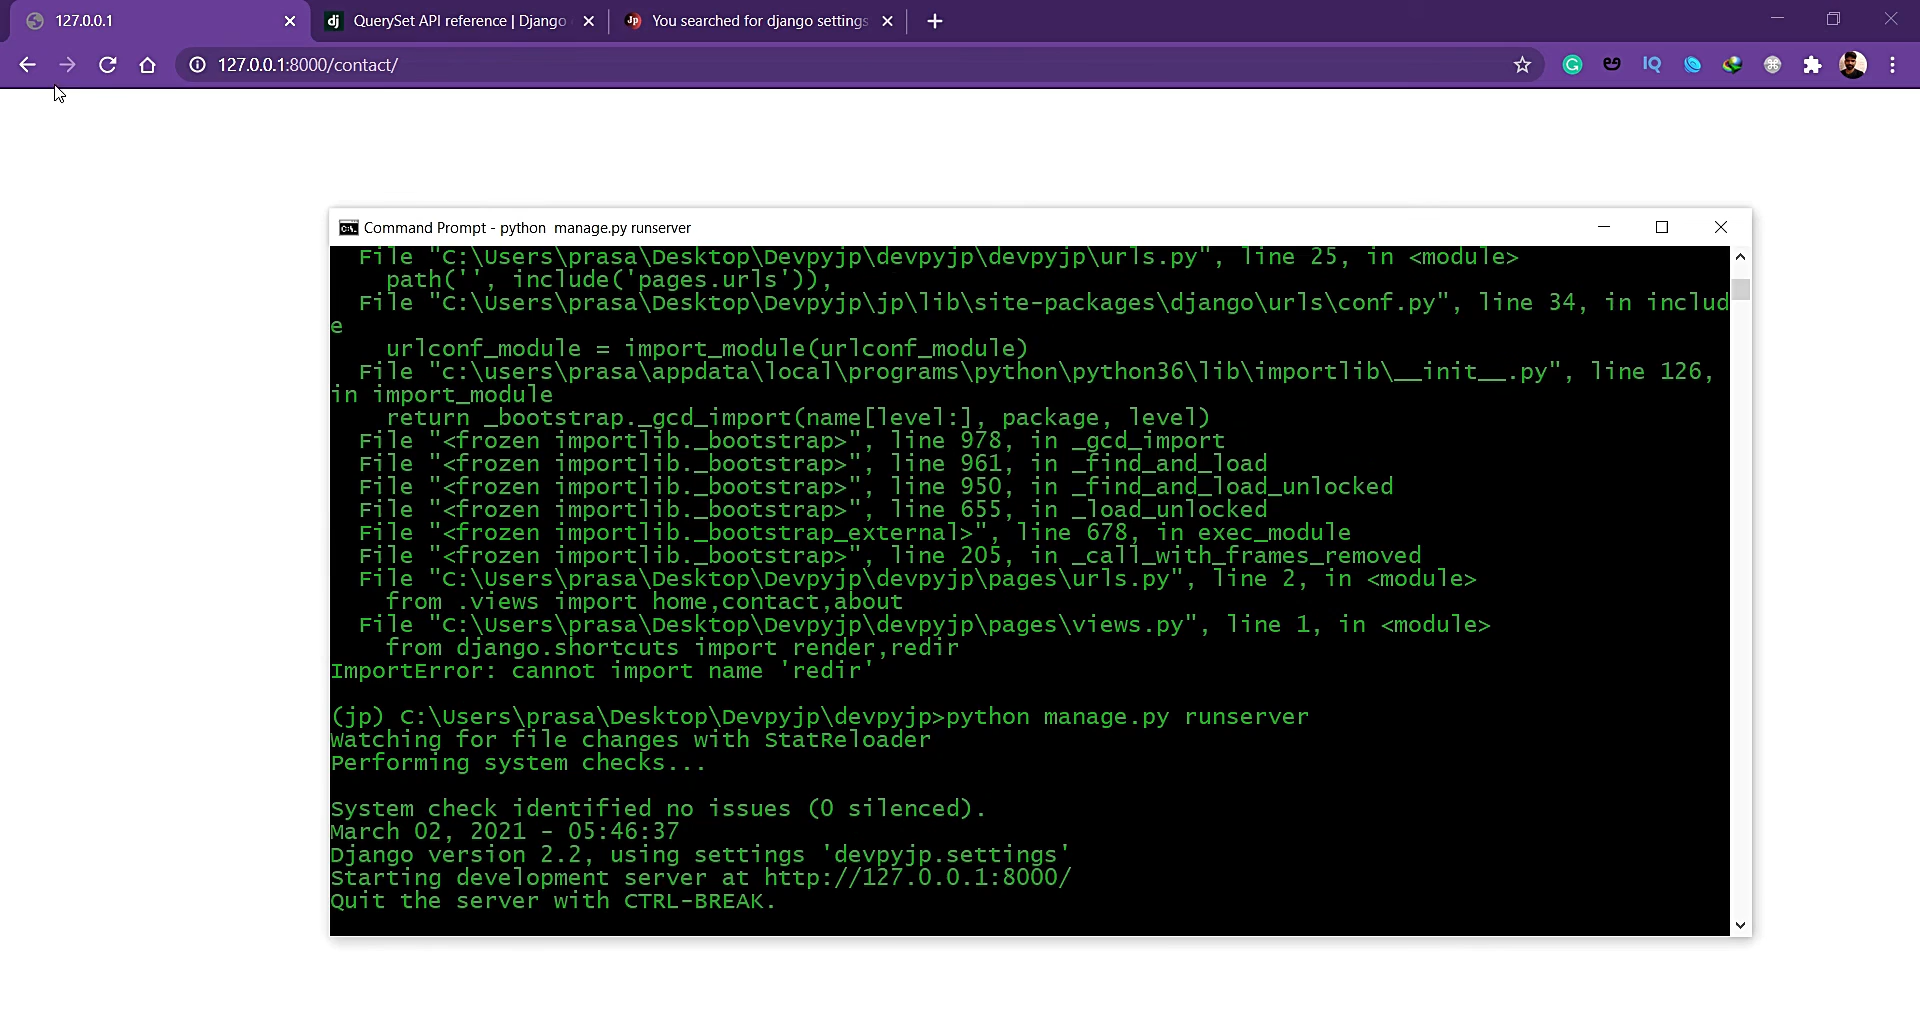 127.0.0.1
QuerySet API reference | Django
You searched for django settings
127.0.0.1:8000/contact/
Command Prompt - python  manage.py runserver
  File "C:\Users\prasa\Desktop\Devpyjp\devpyjp\devpyjp\urls.py", line 25, in <module>
    path('', include('pages.urls')),
  File "C:\Users\prasa\Desktop\Devpyjp\jp\lib\site-packages\django\urls\conf.py", line 34, in includ
e
    urlconf_module = import_module(urlconf_module)
  File "c:\users\prasa\appdata\local\programs\python\python36\lib\importlib\__init__.py", line 126,
in import_module
    return _bootstrap._gcd_import(name[level:], package, level)
  File "<frozen importlib._bootstrap>", line 978, in _gcd_import
  File "<frozen importlib._bootstrap>", line 961, in _find_and_load
  File "<frozen importlib._bootstrap>", line 950, in _find_and_load_unlocked
  File "<frozen importlib._bootstrap>", line 655, in _load_unlocked
  File "<frozen importlib._bootstrap_external>", line 678, in exec_module
  File "<frozen importlib._bootstrap>", line 205, in _call_with_frames_removed
  File "C:\Users\prasa\Desktop\Devpyjp\devpyjp\pages\urls.py", line 2, in <module>
    from .views import home,contact,about
  File "C:\Users\prasa\Desktop\Devpyjp\devpyjp\pages\views.py", line 1, in <module>
    from django.shortcuts import render,redir
ImportError: cannot import name 'redir'
(jp) C:\Users\prasa\Desktop\Devpyjp\devpyjp>python manage.py runserver
Watching for file changes with StatReloader
Performing system checks...
System check identified no issues (0 silenced).
March 02, 2021 - 05:46:37
Django version 2.2, using settings 'devpyjp.settings'
Starting development server at http://127.0.0.1:8000/
Quit the server with CTRL-BREAK.